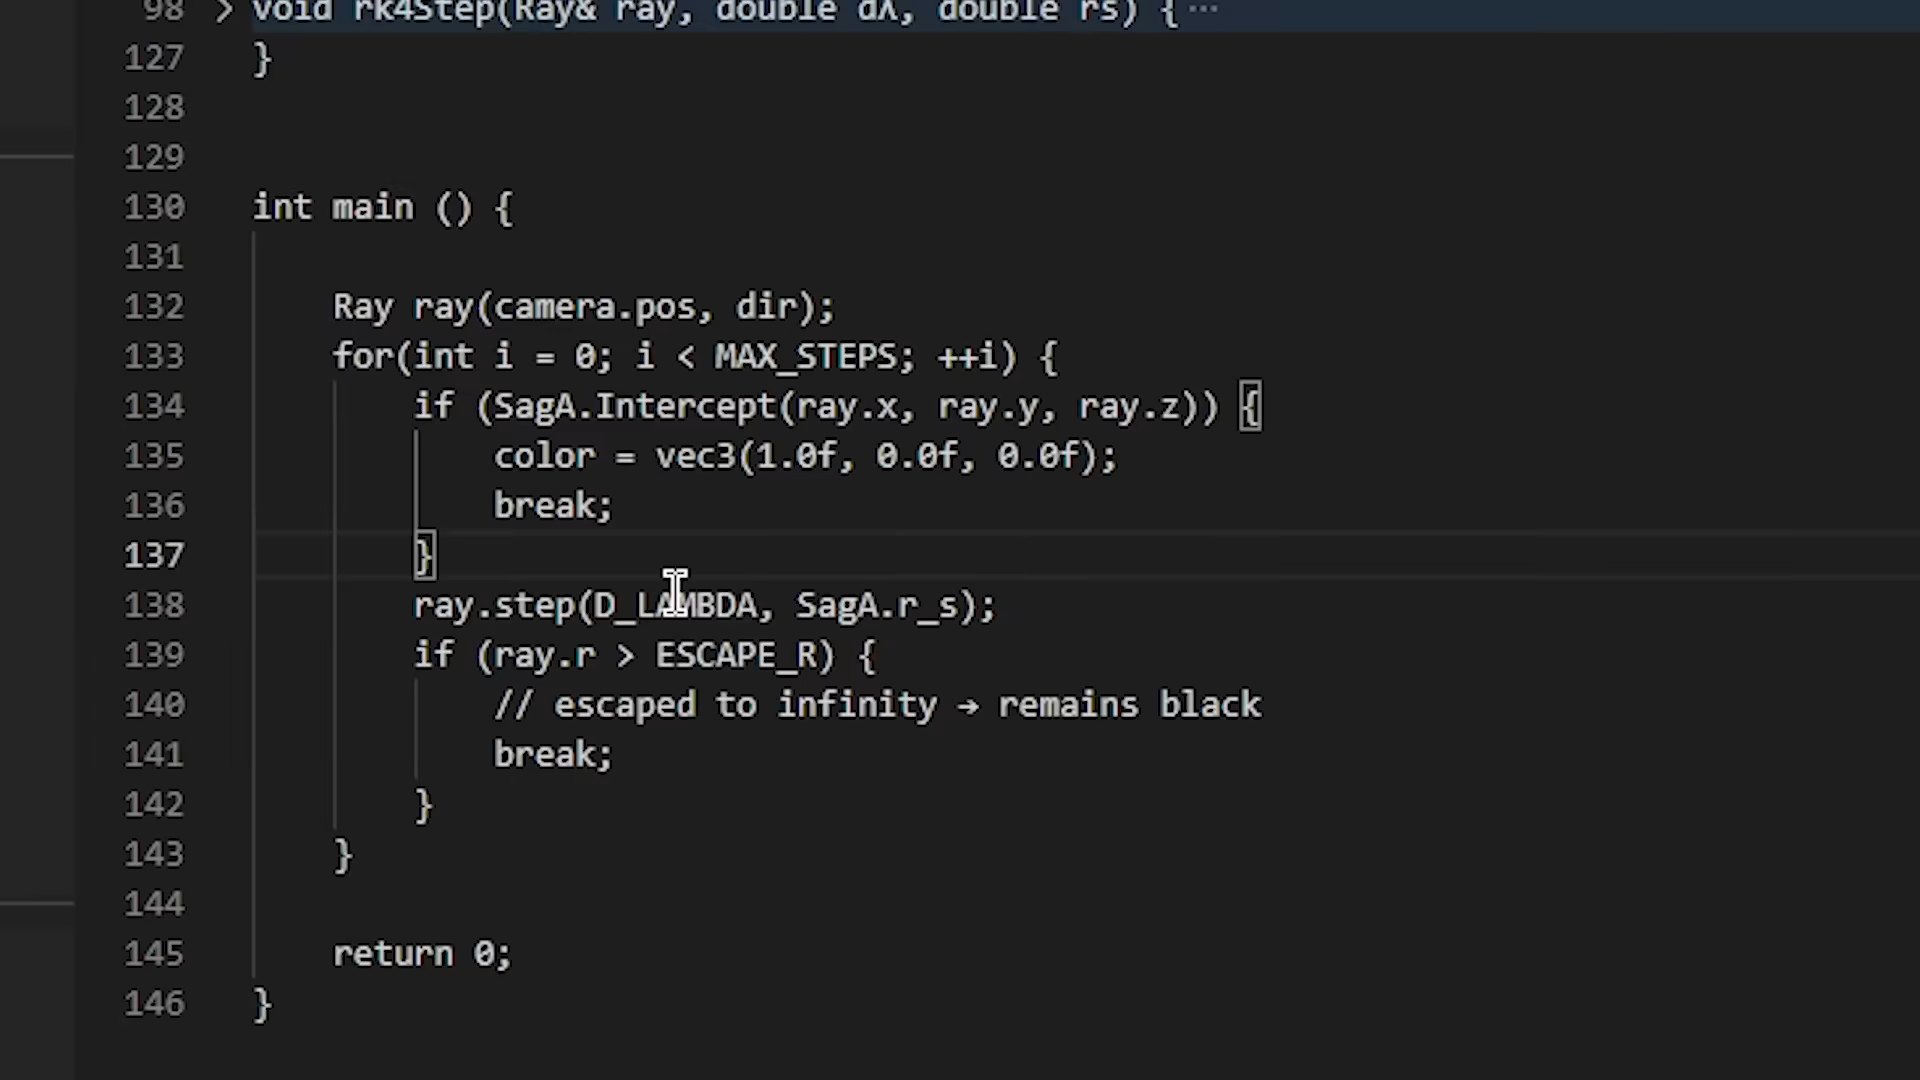 98 > void rk4Step(Ray& ray, double dλ, double rs) {···
127 }
128
129
130 int main () {
131
132 Ray ray(camera.pos, dir);
133 for(int i = 0; i < MAX_STEPS; ++i) {
134 if (SagA.Intercept(ray.x, ray.y, ray.z)) {
135 color = vec3(1.0f, 0.0f, 0.0f);
136 break;
137 }
138 ray.step(D_LAMBDA, SagA.r_s);
139 if (ray.r > ESCAPE_R) {
140 // escaped to infinity → remains black
141 break;
142 }
143 }
144
145 return 0;
146 }